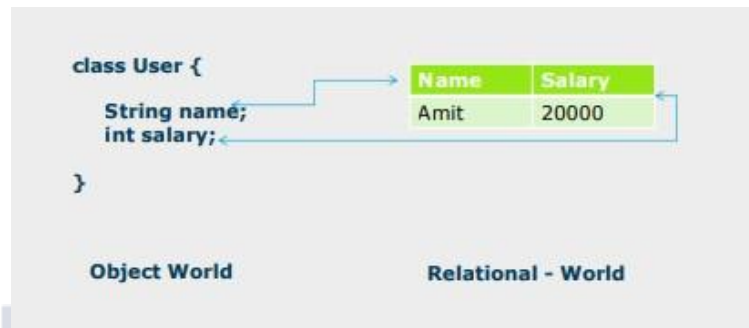 class User {
String name;
int salary;
}
Name Salary
Amit 20000
Object World
Relational - World